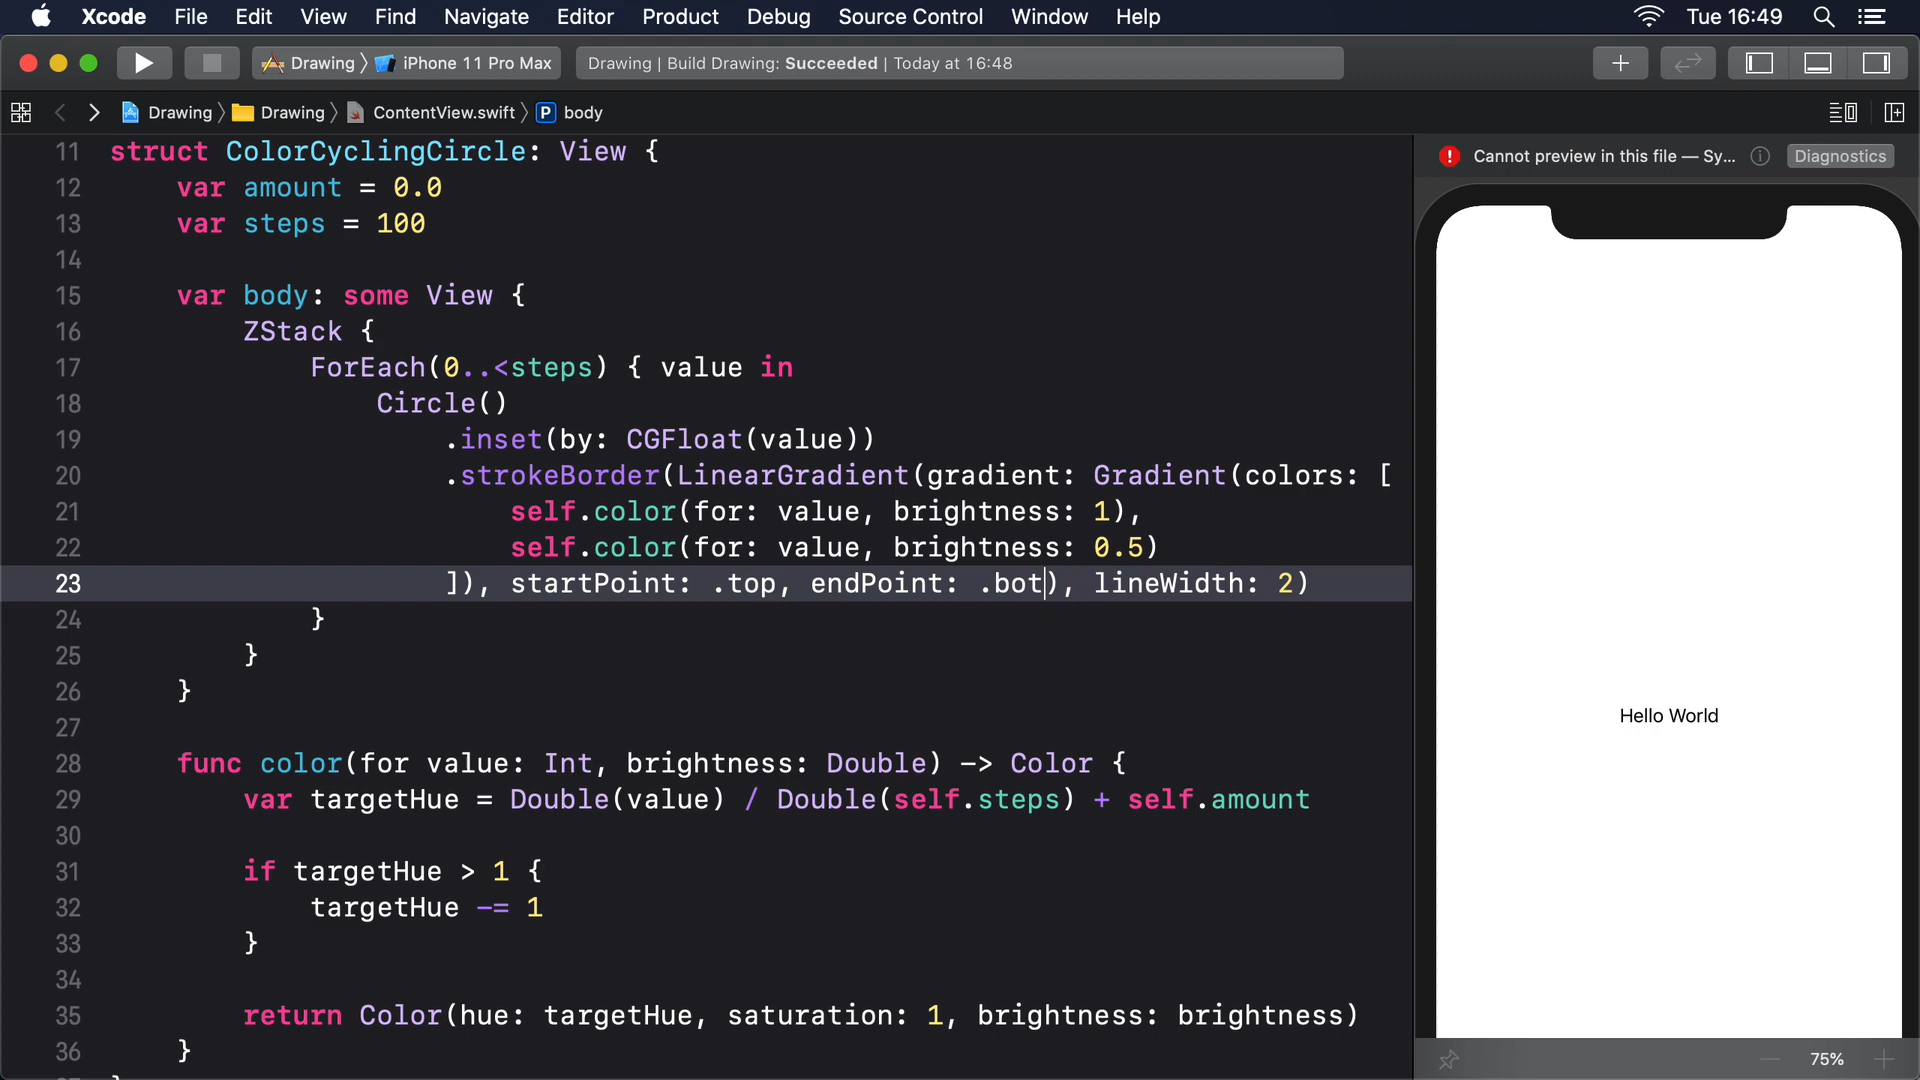 Xcode File Edit View Find Navigate Editor Product Debug Source Control Window Help Tue 16:49
Drawing iPhone 11 Pro Max Drawing | Build Drawing: Succeeded | Today at 16:48
Drawing Drawing ContentView.swift P body
11 struct ColorCyclingCircle: View {
12 var amount = 0.0
13 var steps = 100
14
15 var body: some View {
16 ZStack {
17 ForEach(0..<steps) { value in
18 Circle()
19 .inset(by: CGFloat(value))
20 .strokeBorder(LinearGradient(gradient: Gradient(colors: [
21 self.color(for: value, brightness: 1),
22 self.color(for: value, brightness: 0.5)
23 ]), startPoint: .top, endPoint: .bot), lineWidth: 2)
24 }
25 }
26 }
27
28 func color(for value: Int, brightness: Double) -> Color {
29 var targetHue = Double(value) / Double(self.steps) + self.amount
30
31 if targetHue > 1 {
32 targetHue -= 1
33 }
34
35 return Color(hue: targetHue, saturation: 1, brightness: brightness)
36 }
Cannot preview in this file — Sy... Diagnostics
Hello World
75%